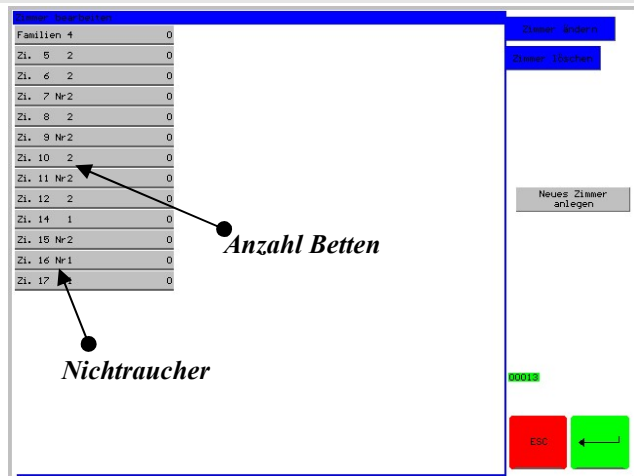 Zimmer bearbeiten
Familien 4 0
Zi. 5 2 0
Zi. 6 2 0
Zi. 7 Nr2 0
Zi. 8 2 0
Zi. 9 Nr2 0
Zi. 10 2 0
Zi. 11 Nr2 0
Zi. 12 2 0
Zi. 14 1 0
Zi. 15 Nr2 0
Zi. 16 Nr1 0
Zi. 17 0
Anzahl Betten
Nichtraucher
Zimmer ändern
Zimmer löschen
Neues Zimmer
anlegen
00013
ESC